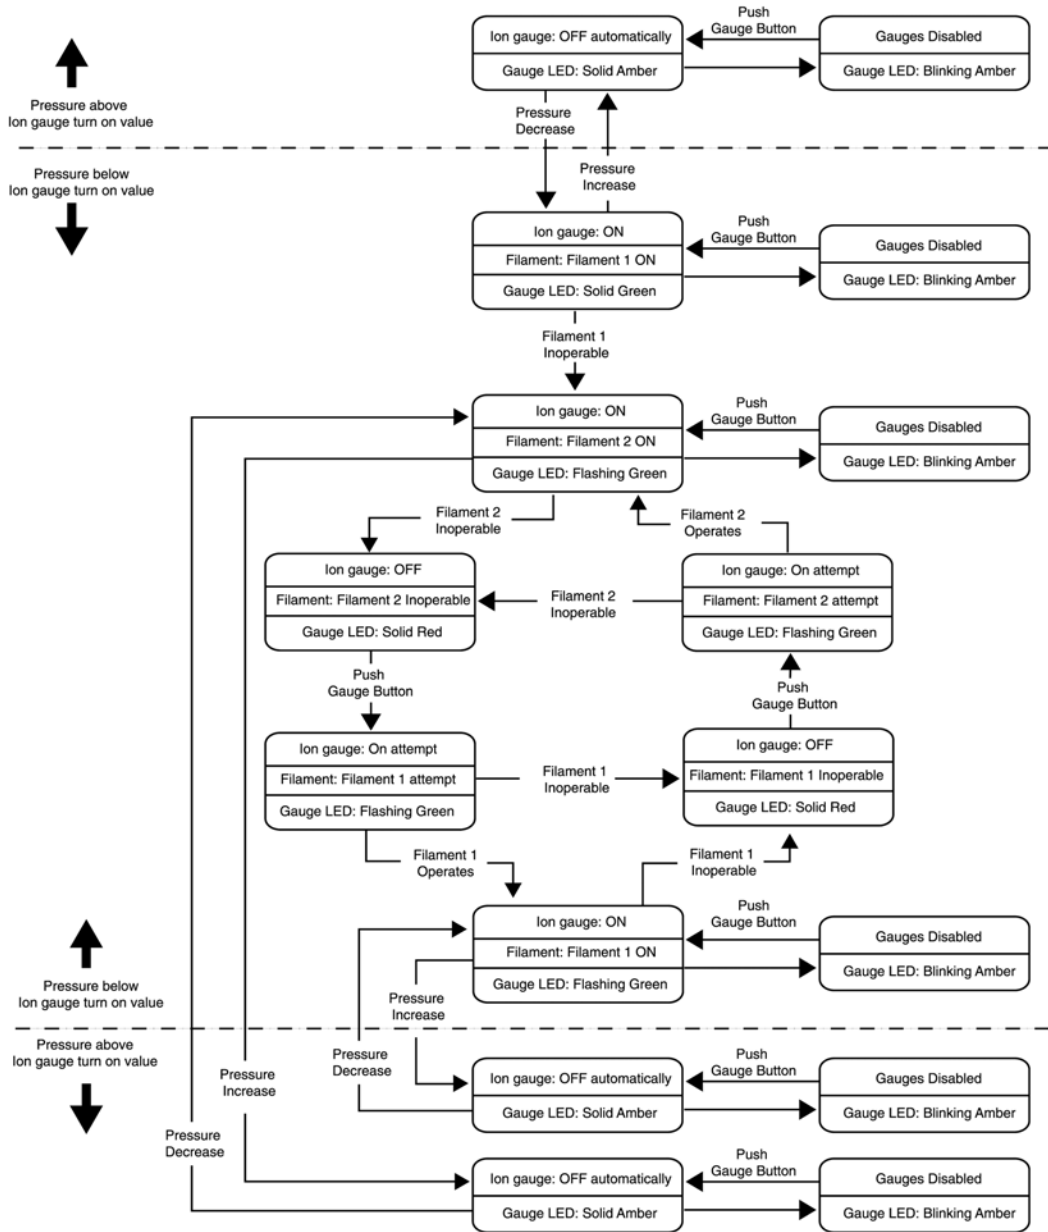 Push
Gauge Button
Ion gauge: OFF automatically
Gauge LED: Solid Amber
Gauges Disabled
Gauge LED: Blinking Amber
Pressure above
Ion gauge turn on value
Pressure
Decrease
Pressure below
Ion gauge turn on value
Pressure
Increase
Push
Gauge Button
Ion gauge: ON
Filament: Filament 1 ON
Gauge LED: Solid Green
Gauges Disabled
Gauge LED: Blinking Amber
Filament 1
Inoperable
Ion gauge: ON
Filament: Filament 2 ON
Gauge LED: Flashing Green
Push
Gauge Button
Gauges Disabled
Gauge LED: Blinking Amber
Filament 2
Inoperable
Filament 2
Operates
Ion gauge: OFF
Filament: Filament 2 Inoperable
Gauge LED: Solid Red
Filament 2
Inoperable
Ion gauge: On attempt
Filament: Filament 2 attempt
Gauge LED: Flashing Green
Push
Gauge Button
Push
Gauge Button
Ion gauge: On attempt
Filament: Filament 1 attempt
Gauge LED: Flashing Green
Filament 1
Inoperable
Ion gauge: OFF
Filament: Filament 1 Inoperable
Gauge LED: Solid Red
Filament 1
Operates
Filament 1
Inoperable
Ion gauge: ON
Filament: Filament 1 ON
Gauge LED: Flashing Green
Push
Gauge Button
Gauges Disabled
Gauge LED: Blinking Amber
Pressure below
Ion gauge turn on value
Pressure
Increase
Pressure above
Ion gauge turn on value
Pressure
Decrease
Pressure
Increase
Pressure
Decrease
Ion gauge: OFF automatically
Gauge LED: Solid Amber
Push
Gauge Button
Gauges Disabled
Gauge LED: Blinking Amber
Ion gauge: OFF automatically
Gauge LED: Solid Amber
Push
Gauge Button
Gauges Disabled
Gauge LED: Blinking Amber